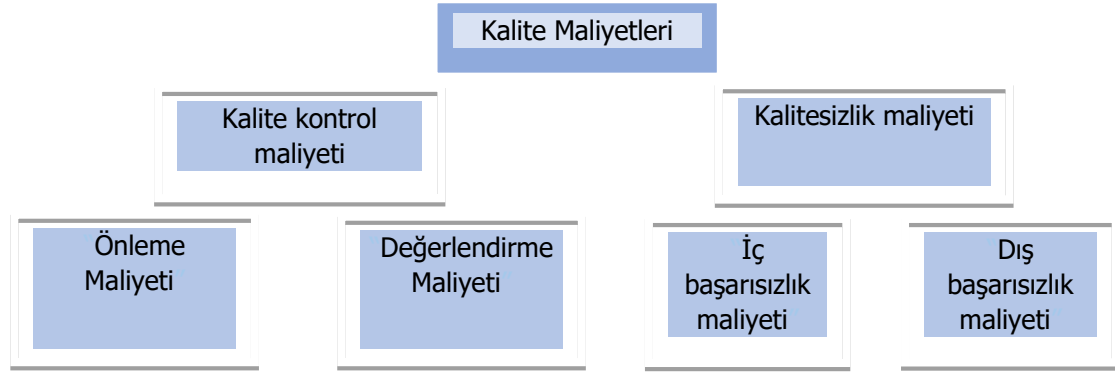 Kalite Maliyetleri
Kalite kontrol
maliyeti
Kalitesizlik maliyeti
Önleme
Maliyeti
Değerlendirme
Maliyeti
İç
başarısızlık
maliyeti
Dış
başarısızlık
maliyeti